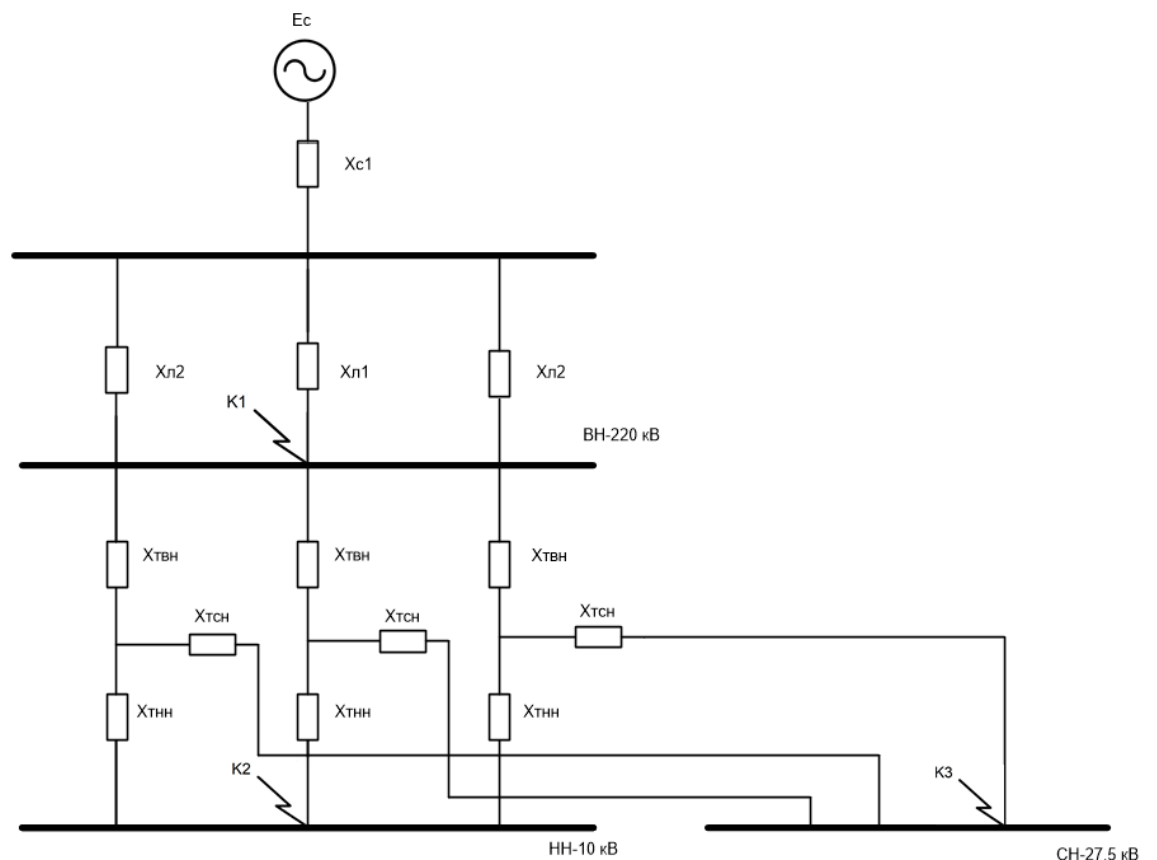 Ес
Хс1
Хл2
Хл1
Хл2
К1
ВН-220 кВ
Хтвн
Хтвн
Хтвн
Хтсн
Хтсн
Хтсн
Хтнн
Хтнн
Хтнн
К2
К3
НН-10 кВ
СН-27,5 кВ